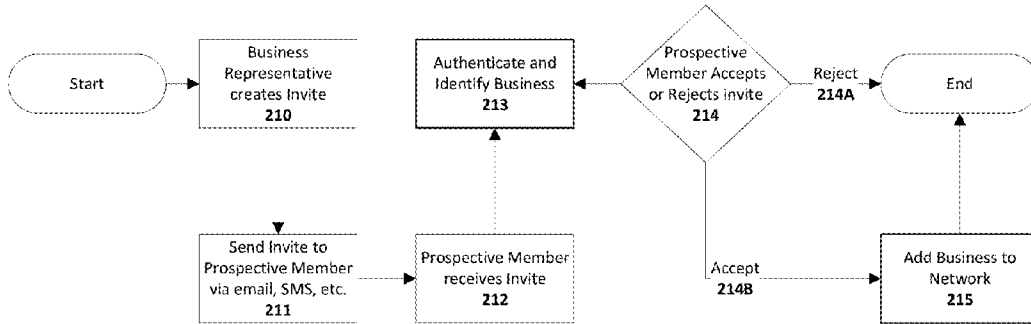 Start
Business
Representative
creates Invite
210
Authenticate and
Identify Business
213
Prospective
Member Accepts
or Rejects invite
214
Reject
214A
End
Send Invite to
Prospective Member
via email, SMS, etc.
211
Prospective Member
receives Invite
212
Accept
214B
Add Business to
Network
215